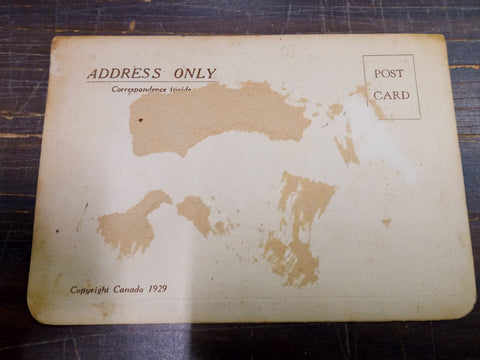 ADDRESS ONLY
Correspondence inside
POST
CARD
Copyright Canada 1929